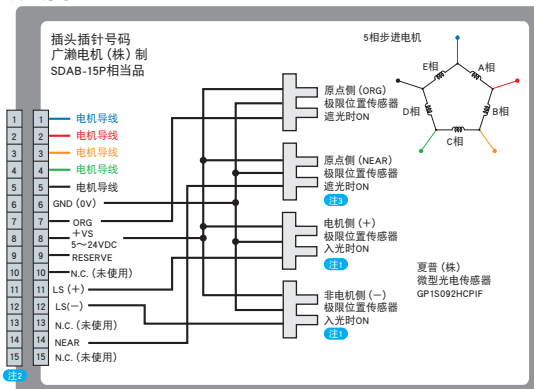 插头插针号码
广濑电机（株）制
SDAB-15P相当品
1 1 电机导线
2 2 电机导线
3 3 电机导线
4 4 电机导线
5 5 电机导线
6 6 GND (0V)
7 7 ORG
8 8 ＋VS
5～24VDC
9 9 RESERVE
10 10 N.C.（未使用）
11 11 LS（＋）
12 12 LS(－)
13 13 N.C.（未使用）
14 14 NEAR
15 15 N.C.（未使用）
注2
原点侧 (ORG)
极限位置传感器
遮光时ON
原点侧 (NEAR)
极限位置传感器
遮光时ON
注3
电机侧（＋）
极限位置传感器
入光时ON
注1
非电机侧（－）
极限位置传感器
入光时ON
注1
5相步进电机
E相 A相
D相 B相
C相
夏普（株）
微型光电传感器
GP1S092HCPIF